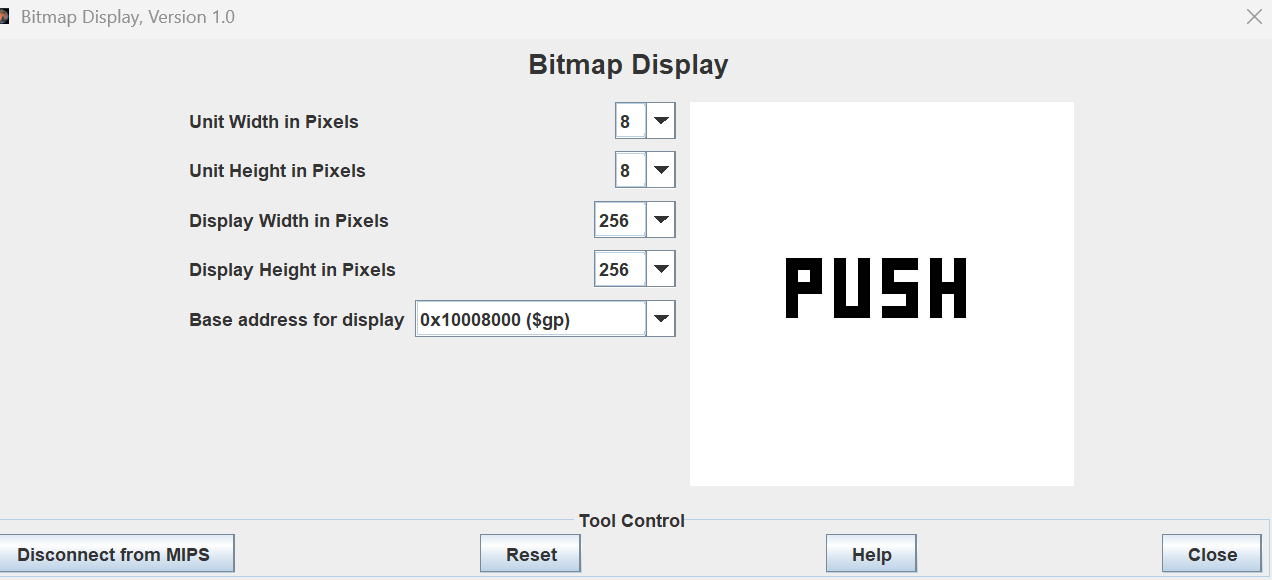 Bitmap Display, Version 1.0
Bitmap Display
Unit Width in Pixels 8
Unit Height in Pixels 8
Display Width in Pixels 256
Display Height in Pixels 256
Base address for display 0x10008000 ($gp)
PUSH
Tool Control
Disconnect from MIPS Reset Help Close